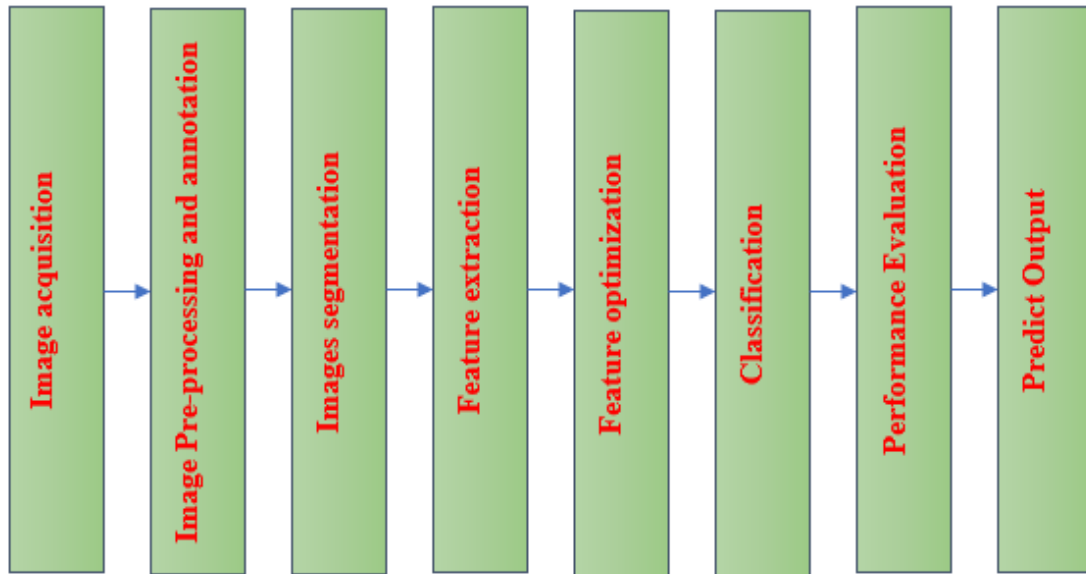 Image acquisition
Image Pre-processing and annotation
Images segmentation
Feature extraction
Feature optimization
Classification
Performance Evaluation
Predict Output